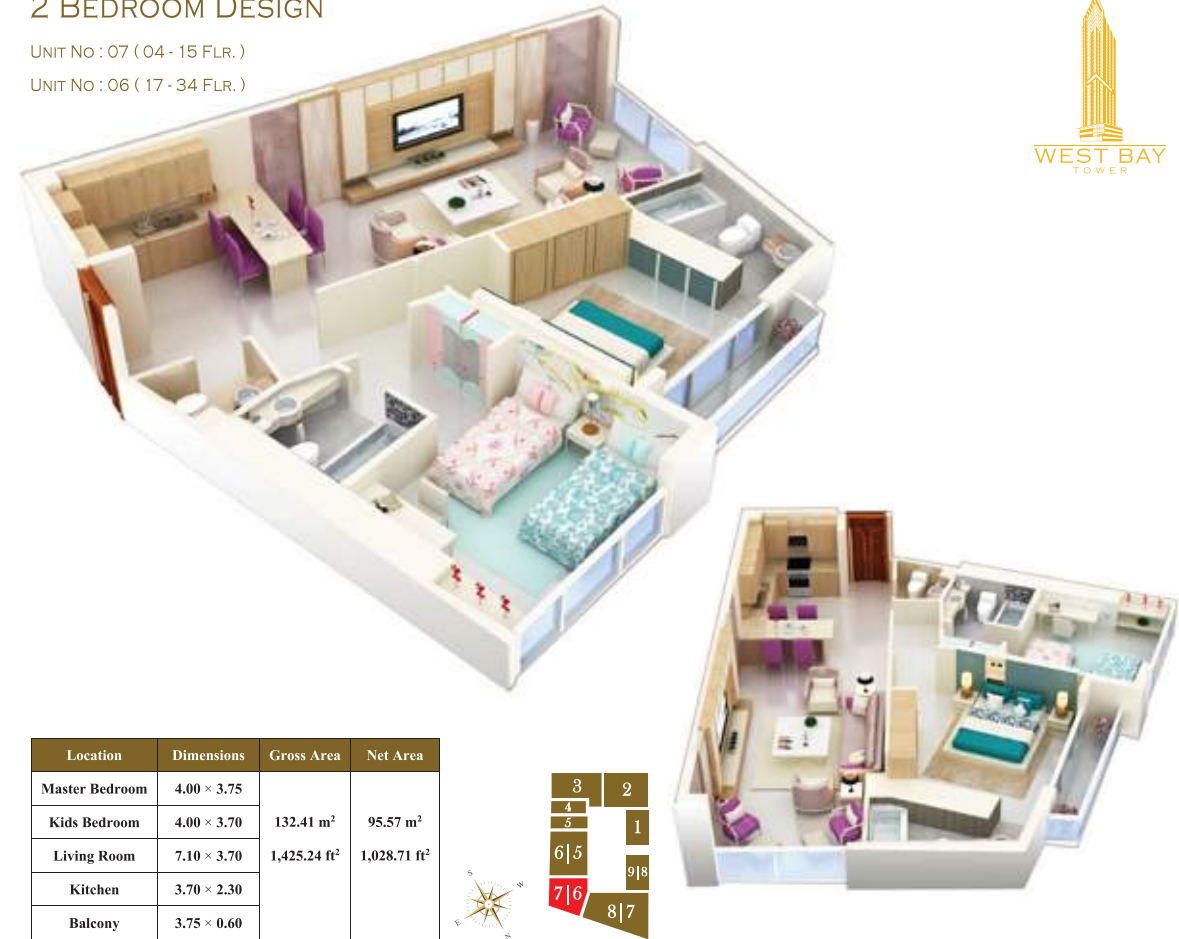 2 BEDROOM DESIGN
UNIT NO : 07 ( 04 - 15 FLR. )
UNIT NO : 06 ( 17 - 34 FLR. )
WEST BAY
TOWER
Location Dimensions Gross Area Net Area
Master Bedroom 4.00 × 3.75
Kids Bedroom 4.00 × 3.70 132.41 m² 95.57 m²
Living Room 7.10 × 3.70 1,425.24 ft² 1,028.71 ft²
Kitchen 3.70 × 2.30
Balcony 3.75 × 0.60
3 2
4
5
1
6|5
9|8
7|6
8|7
S
W
E
N